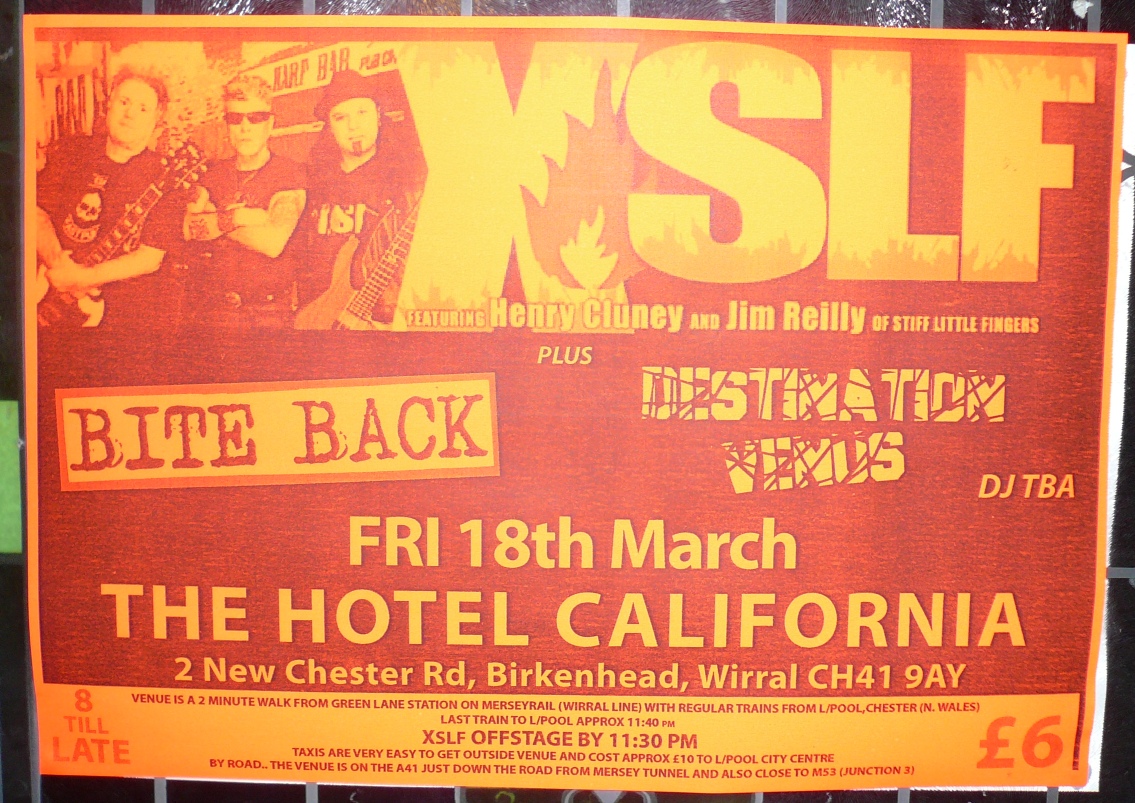 HARP BAR
XSLF
FEATURING Henry Cluney AND Jim Reilly OF STIFF LITTLE FINGERS
PLUS
BITE BACK
DESTINATION
VENUS
DJ TBA
FRI 18th March
THE HOTEL CALIFORNIA
2 New Chester Rd, Birkenhead, Wirral CH41 9AY
8
TILL
LATE
VENUE IS A 2 MINUTE WALK FROM GREEN LANE STATION ON MERSEYRAIL (WIRRAL LINE) WITH REGULAR TRAINS FROM L/POOL,CHESTER (N. WALES)
LAST TRAIN TO L/POOL APPROX 11:40 PM
XSLF OFFSTAGE BY 11:30 PM
TAXIS ARE VERY EASY TO GET OUTSIDE VENUE AND COST APPROX £10 TO L/POOL CITY CENTRE
BY ROAD.. THE VENUE IS ON THE A41 JUST DOWN THE ROAD FROM MERSEY TUNNEL AND ALSO CLOSE TO M53 (JUNCTION 3)
£6